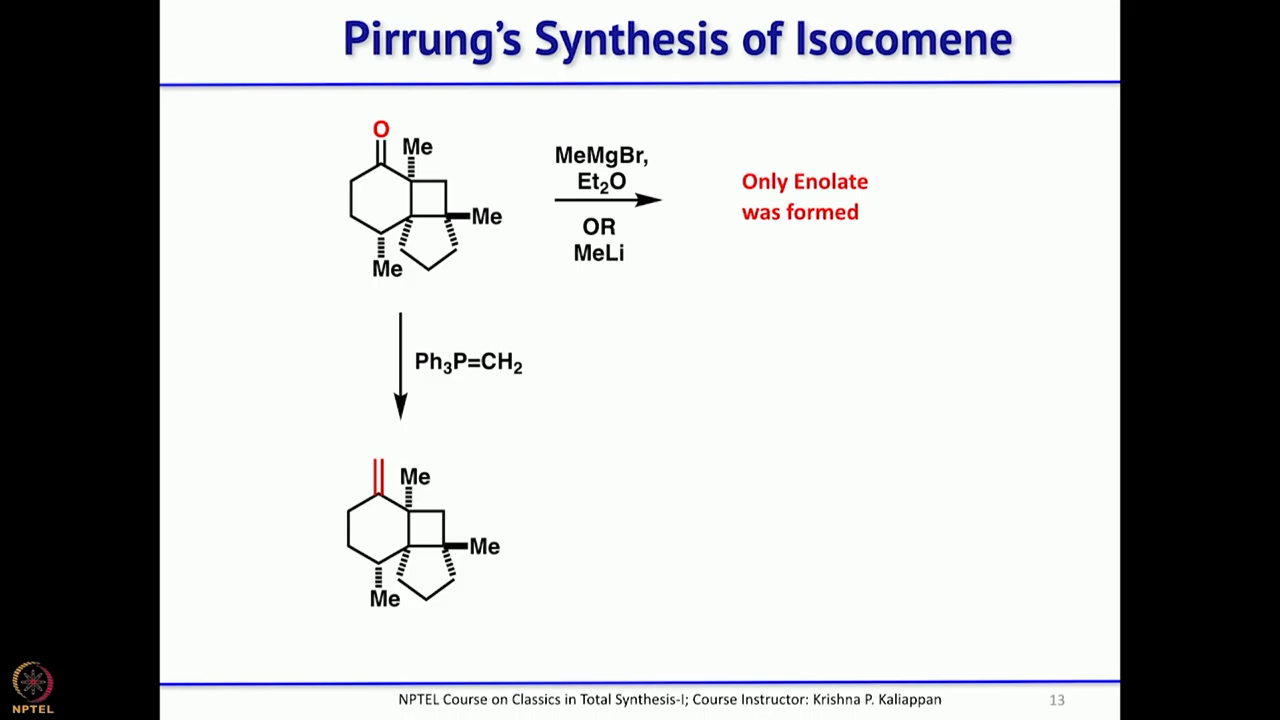 Pirrung's Synthesis of Isocomene
O
Me
Me
Me
MeMgBr,
Et₂O
OR
MeLi
Only Enolate
was formed
Ph₃P=CH₂
Me
Me
Me
NPTEL
NPTEL Course on Classics in Total Synthesis-I; Course Instructor: Krishna P. Kaliappan
13